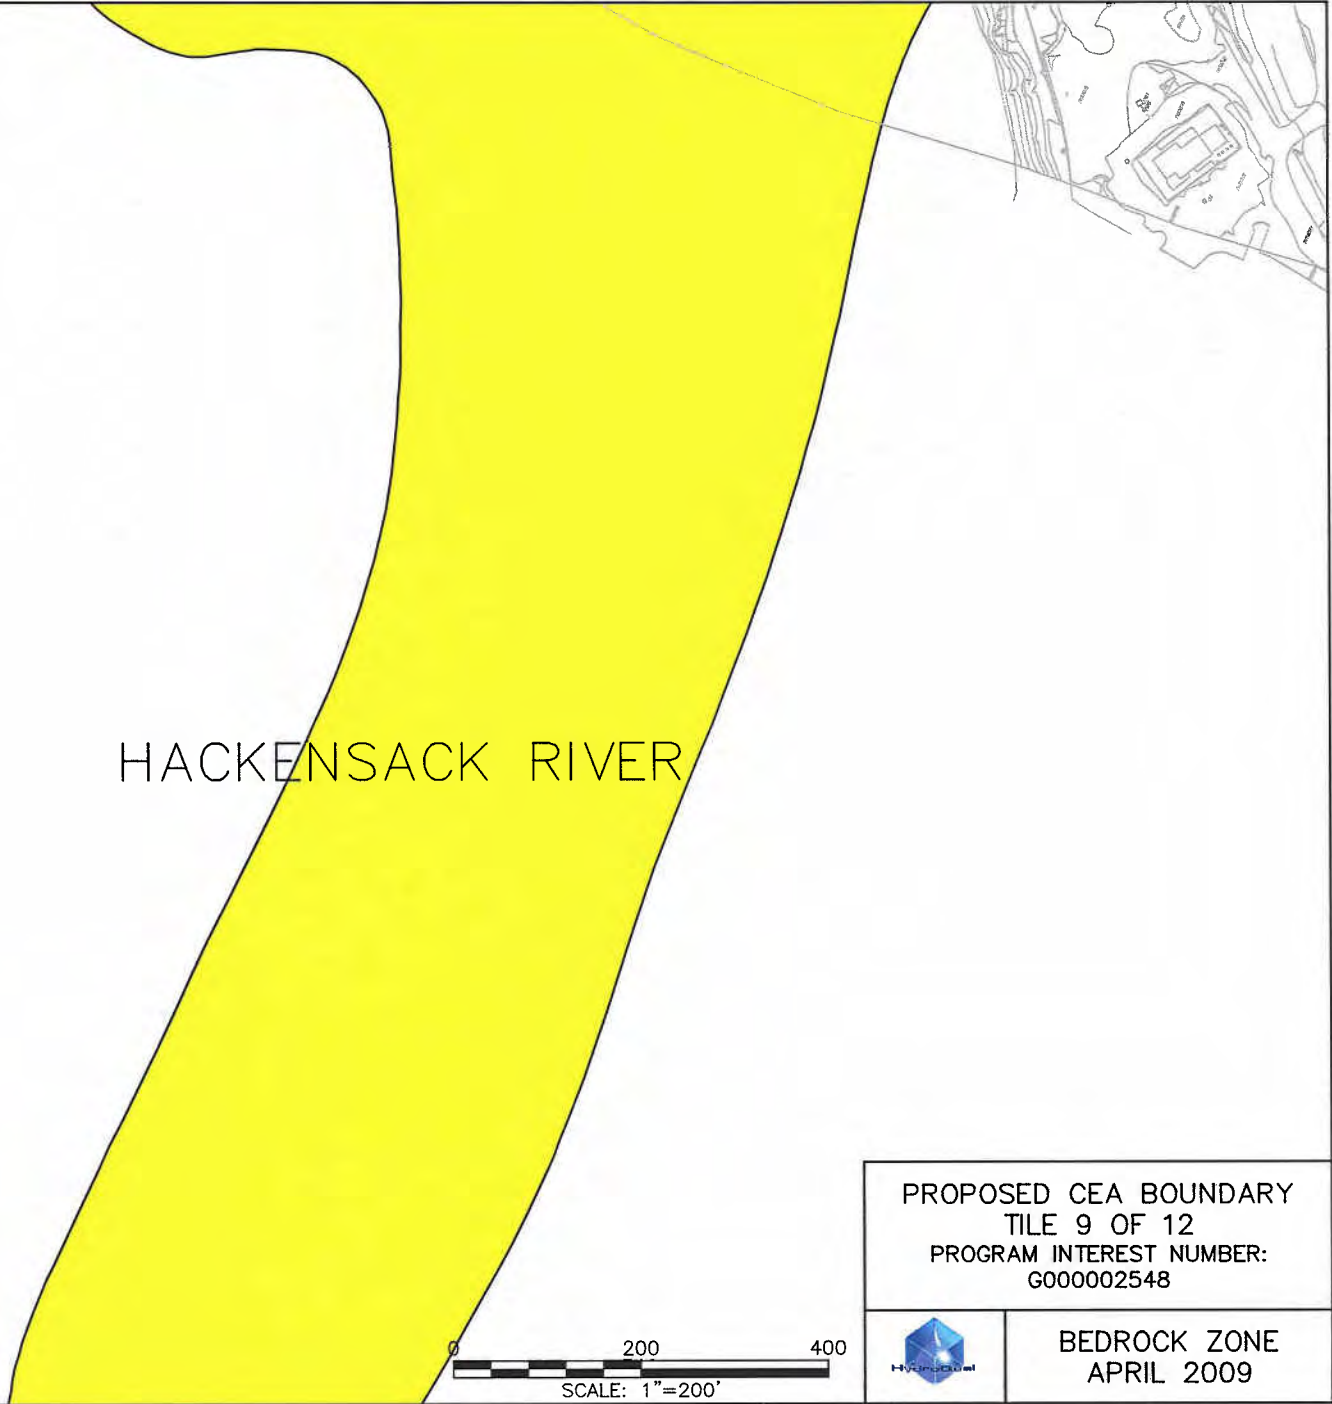 HACKENSACK RIVER
0 200 400
SCALE: 1"=200'
PROPOSED CEA BOUNDARY
TILE 9 OF 12
PROGRAM INTEREST NUMBER:
G000002548
HydroQual
BEDROCK ZONE
APRIL 2009